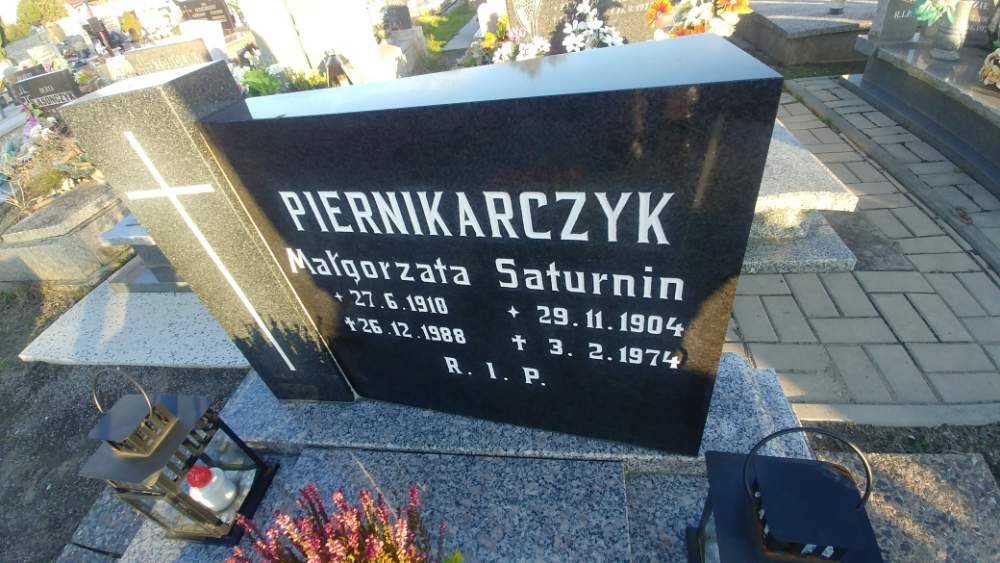 PIERNIKARCZYK
Małgorzata Saturnin
* 27.6.1910 * 29.11.1904
✝ 26.12.1988 ✝ 3.2.1974
R. I. P.